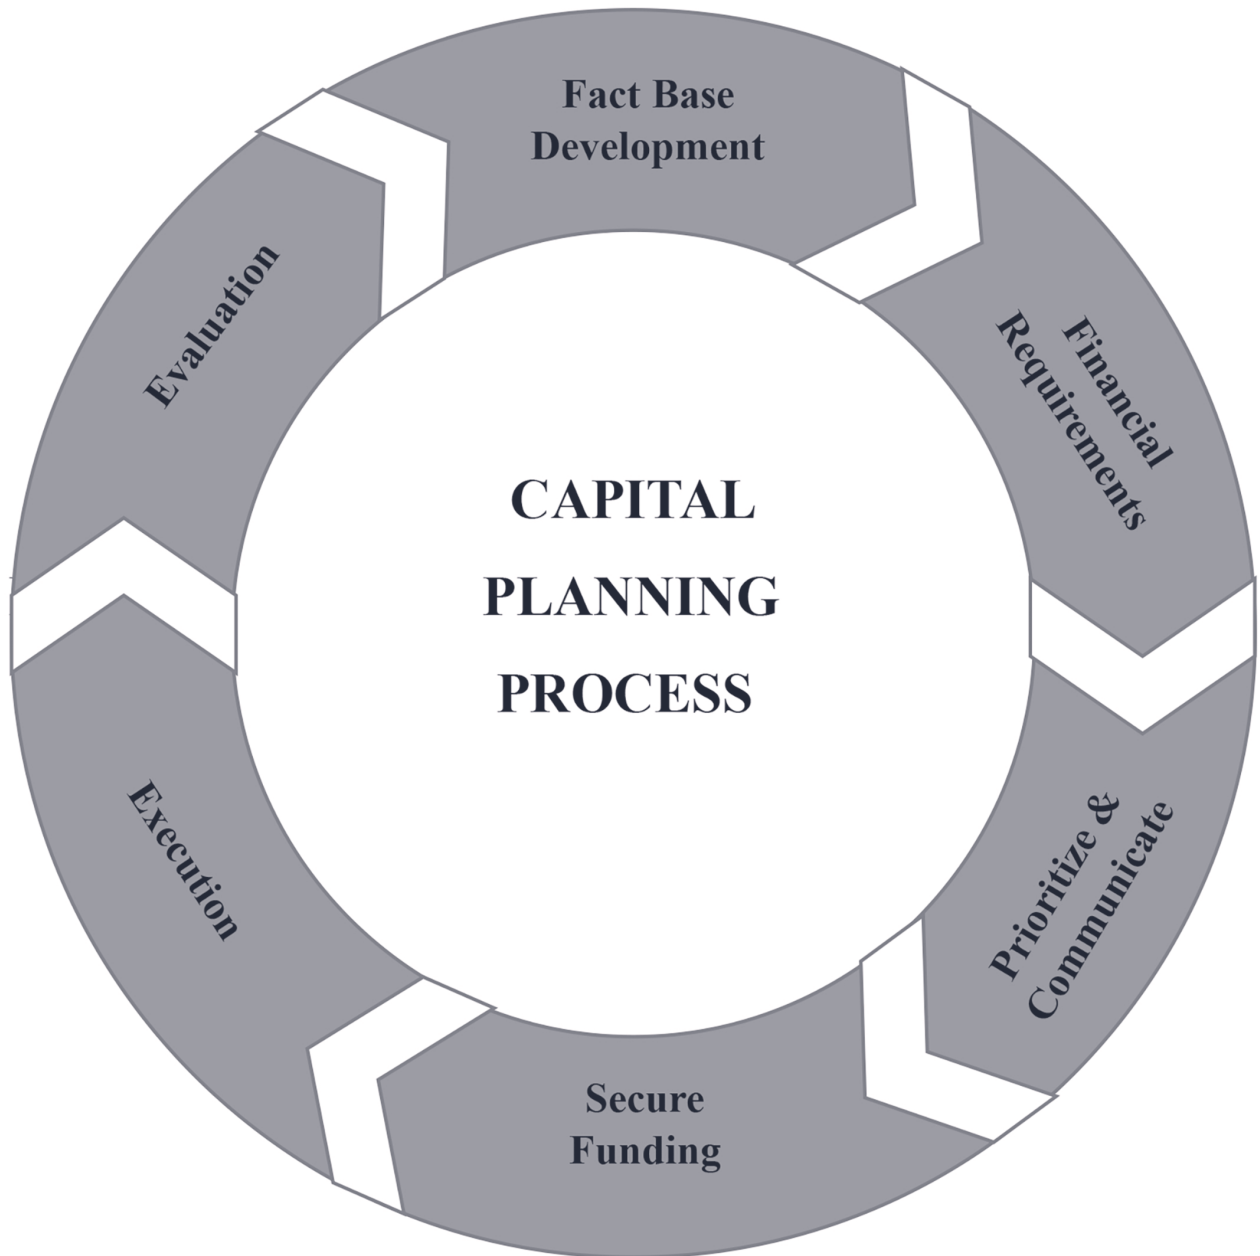 Fact Base
Development
Financial
Requirements
Prioritize &
Communicate
Secure
Funding
Execution
Evaluation
CAPITAL
PLANNING
PROCESS